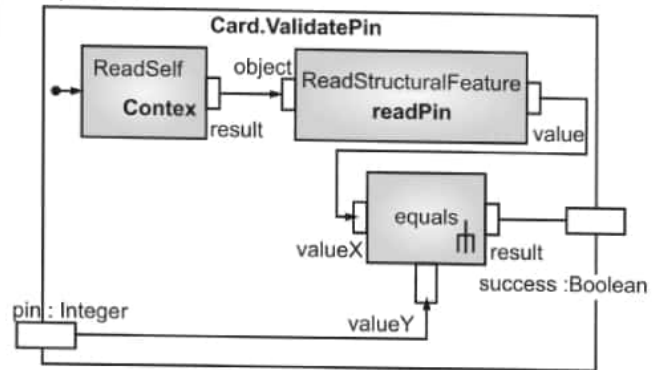 Card.ValidatePin
ReadSelf
Contex
result
object
ReadStructuralFeature
readPin
value
equals
valueX
result
success :Boolean
pin : Integer
valueY